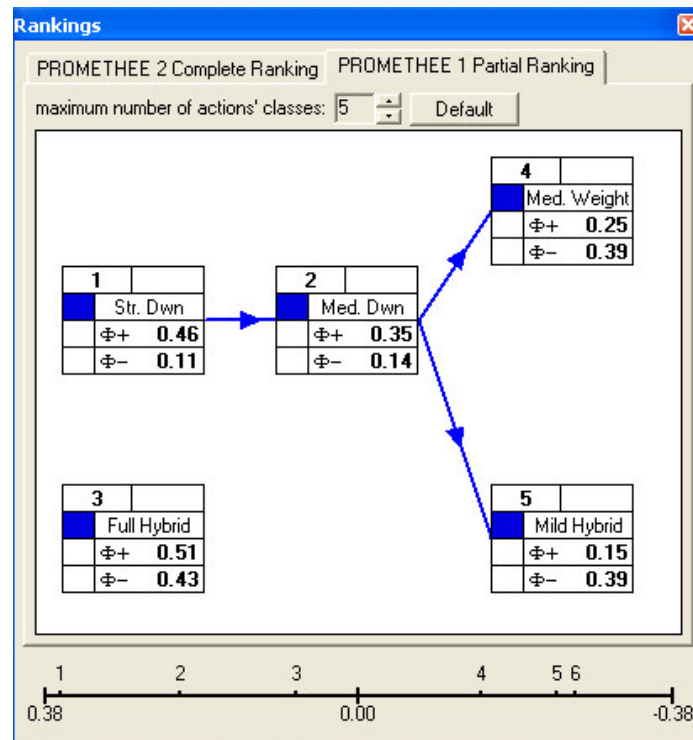 Rankings
PROMETHEE 2 Complete Ranking
PROMETHEE 1 Partial Ranking
maximum number of actions' classes: 5 Default
4
Med. Weight
Φ+ 0.25
Φ− 0.39
1
Str. Dwn
Φ+ 0.46
Φ− 0.11
2
Med. Dwn
Φ+ 0.35
Φ− 0.14
3
Full Hybrid
Φ+ 0.51
Φ− 0.43
5
Mild Hybrid
Φ+ 0.15
Φ− 0.39
1 2 3 4 5 6
0.38 0.00 -0.38